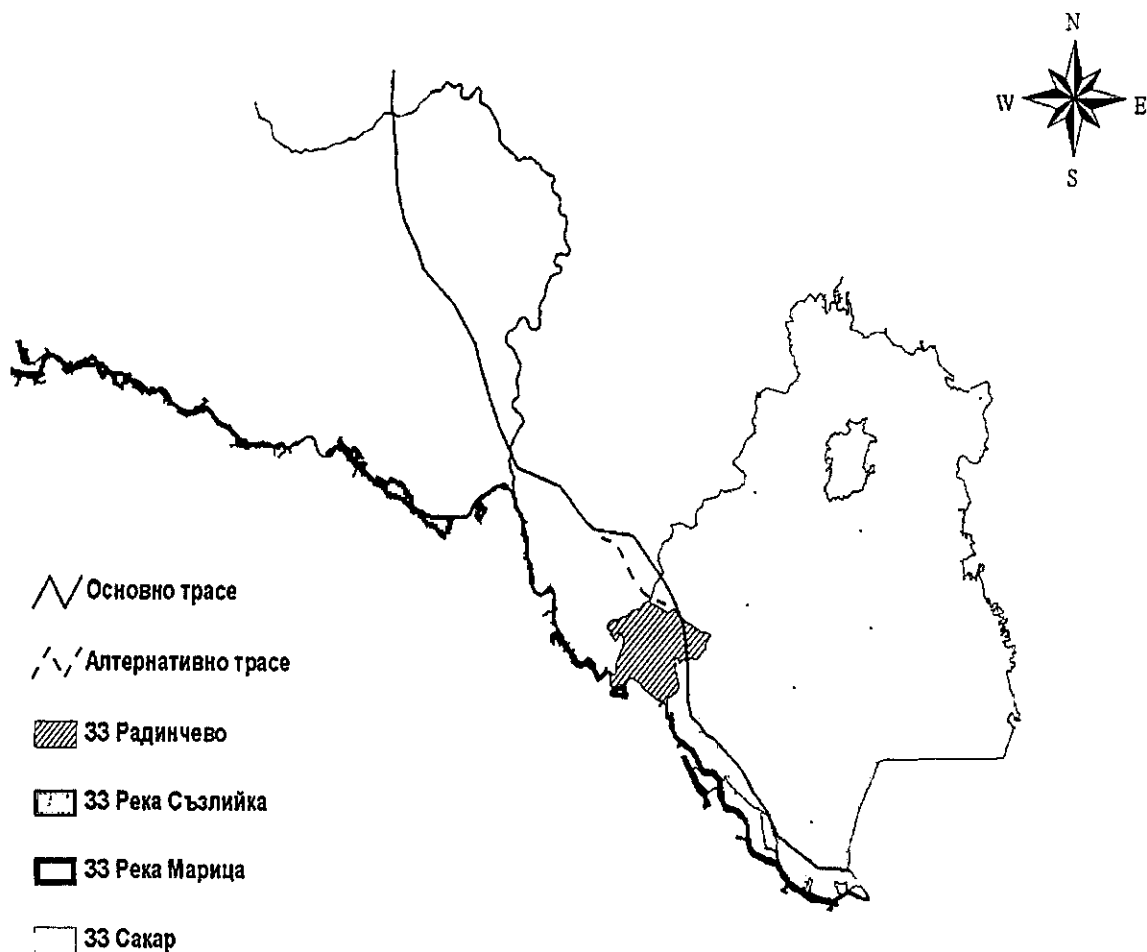 N
W E
S
Основно трасе
Алтернативно трасе
ЗЗ Радинчево
ЗЗ Река Съзлийка
ЗЗ Река Марица
ЗЗ Сакар